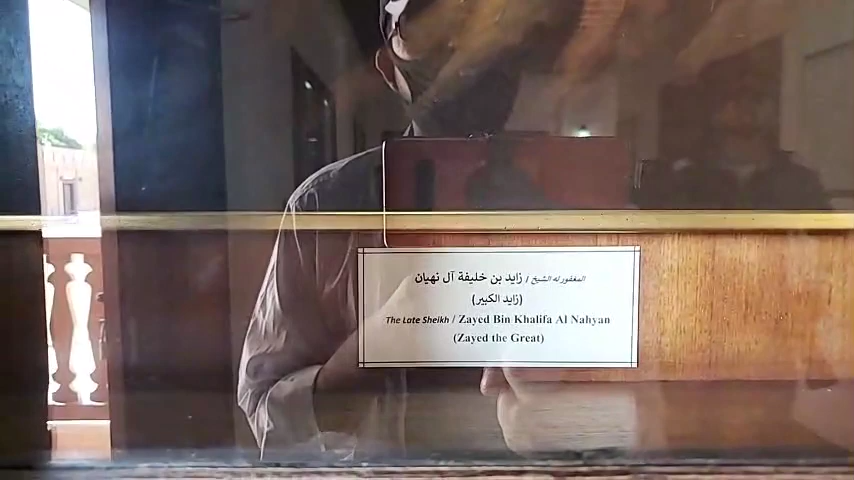 المغفور له الشيخ / زايد بن خليفة آل نهيان
(زايد الكبير)
The Late Sheikh / Zayed Bin Khalifa Al Nahyan
(Zayed the Great)